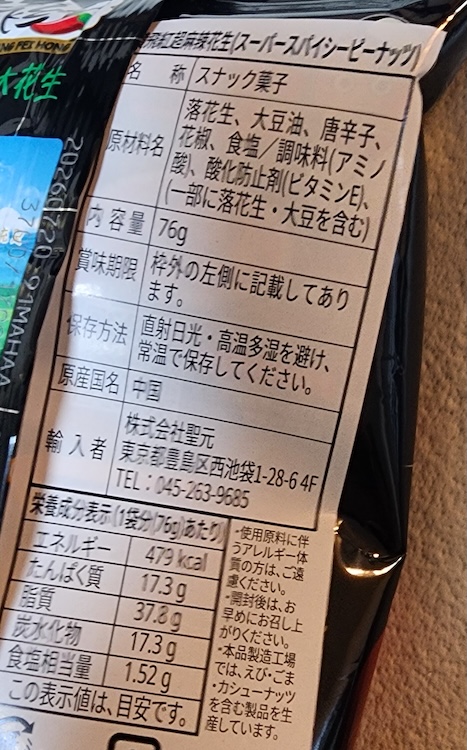 NG FEI HONG
花生
飛紅超麻辣花生(スーパースパイシーピーナッツ)
名 称 スナック菓子
原材料名 落花生、大豆油、唐辛子、
花椒、食塩/調味料(アミノ
酸)、酸化防止剤(ビタミンE)、
(一部に落花生・大豆を含む)
内容量 76g
賞味期限 枠外の左側に記載してあり
ます。
保存方法 直射日光・高温多湿を避け、
常温で保存してください。
原産国名 中国
輸入者 株式会社聖元
東京都豊島区西池袋1-28-6 4F
TEL:045-263-9685
栄養成分表示(1袋分(76g)あたり)
エネルギー 479 kcal
たんぱく質 17.3 g
脂質 37.8 g
炭水化物 17.3 g
食塩相当量 1.52 g
この表示値は、目安です。
・使用原料に伴
うアレルギー体
質の方は、ご遠
慮ください。
・開封後は、お
早めにお召し上
がりください。
・本品製造工場
では、えび・ごま
・カシューナッツ
を含む製品を生
産しています。
20260720
91MAHAA